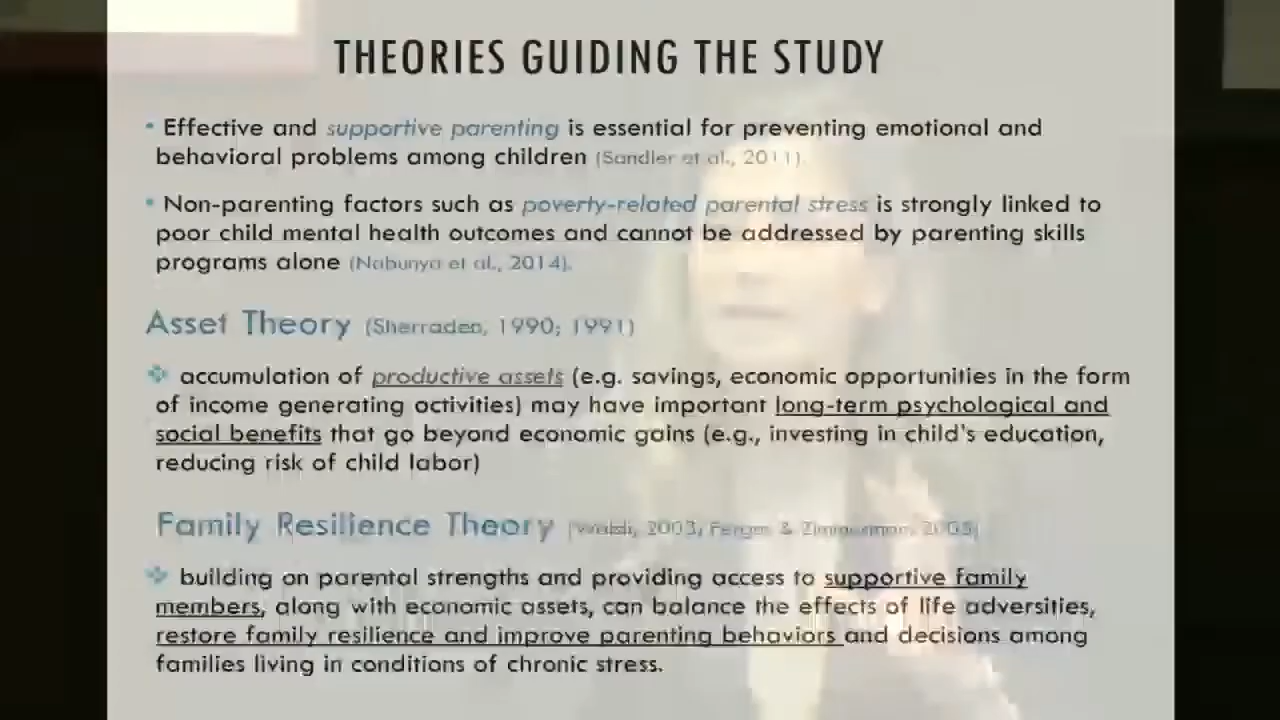 THEORIES GUIDING THE STUDY
• Effective and supportive parenting is essential for preventing emotional and
behavioral problems among children (Sandler et al., 2011).
• Non-parenting factors such as poverty-related parental stress is strongly linked to
poor child mental health outcomes and cannot be addressed by parenting skills
programs alone (Nabunya et al., 2014).
Asset Theory (Sherraden, 1990; 1991)
❖ accumulation of productive assets (e.g. savings, economic opportunities in the form
of income generating activities) may have important long-term psychological and
social benefits that go beyond economic gains (e.g., investing in child's education,
reducing risk of child labor)
Family Resilience Theory (Walsh, 2003, & Zimmerman, 2005)
❖ building on parental strengths and providing access to supportive family
members, along with economic assets, can balance the effects of life adversities,
restore family resilience and improve parenting behaviors and decisions among
families living in conditions of chronic stress.